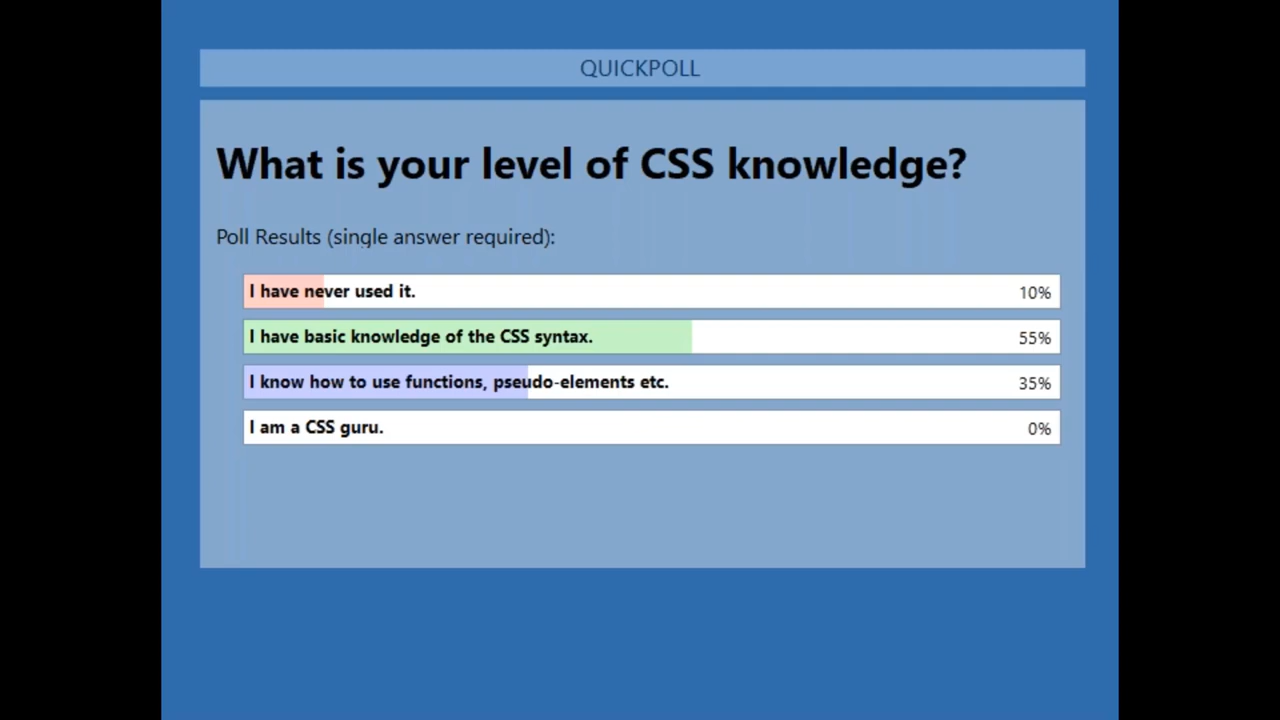 QUICKPOLL
What is your level of CSS knowledge?
Poll Results (single answer required):
I have never used it. 10%
I have basic knowledge of the CSS syntax. 55%
I know how to use functions, pseudo-elements etc. 35%
I am a CSS guru. 0%